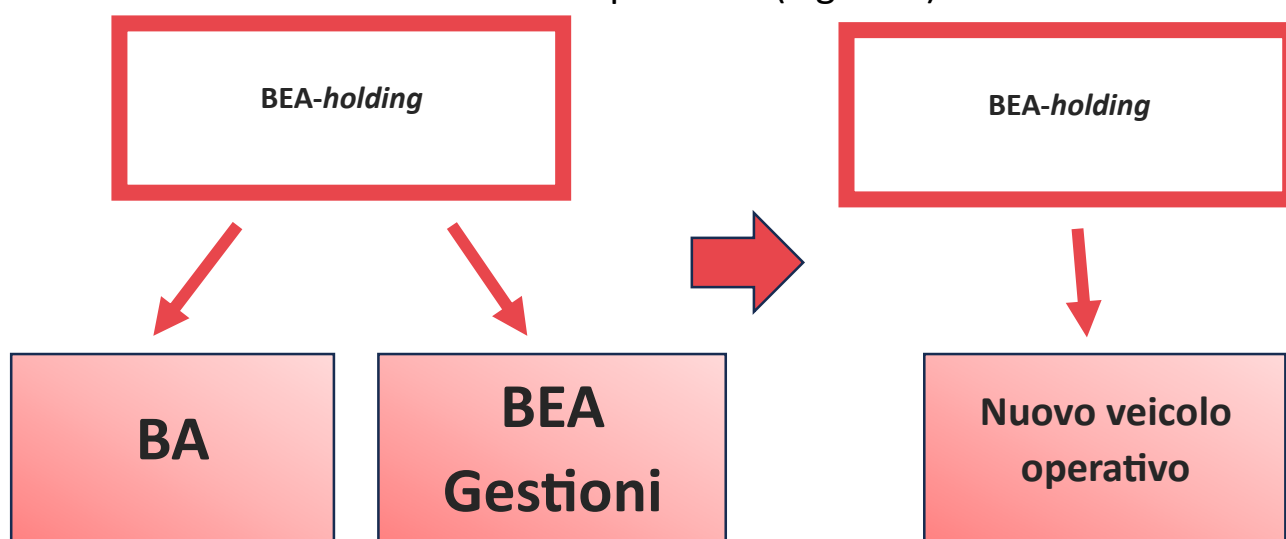 BEA-holding
BEA-holding
BA
BEA
Gestioni
Nuovo veicolo
operativo